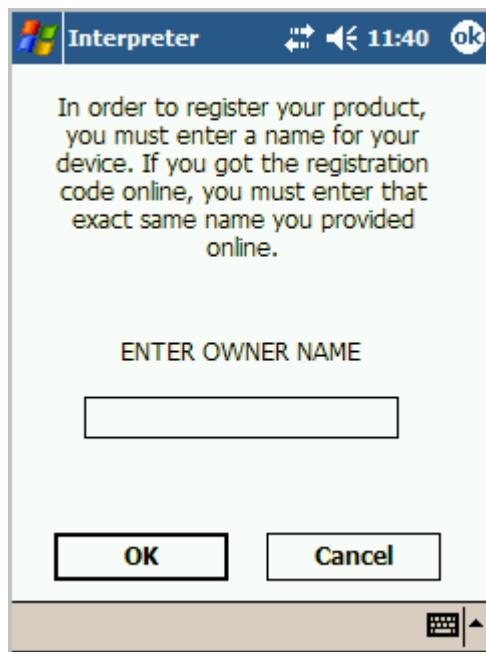 Interpreter 11:40 ok
In order to register your product,
you must enter a name for your
device. If you got the registration
code online, you must enter that
exact same name you provided
online.
ENTER OWNER NAME
OK Cancel